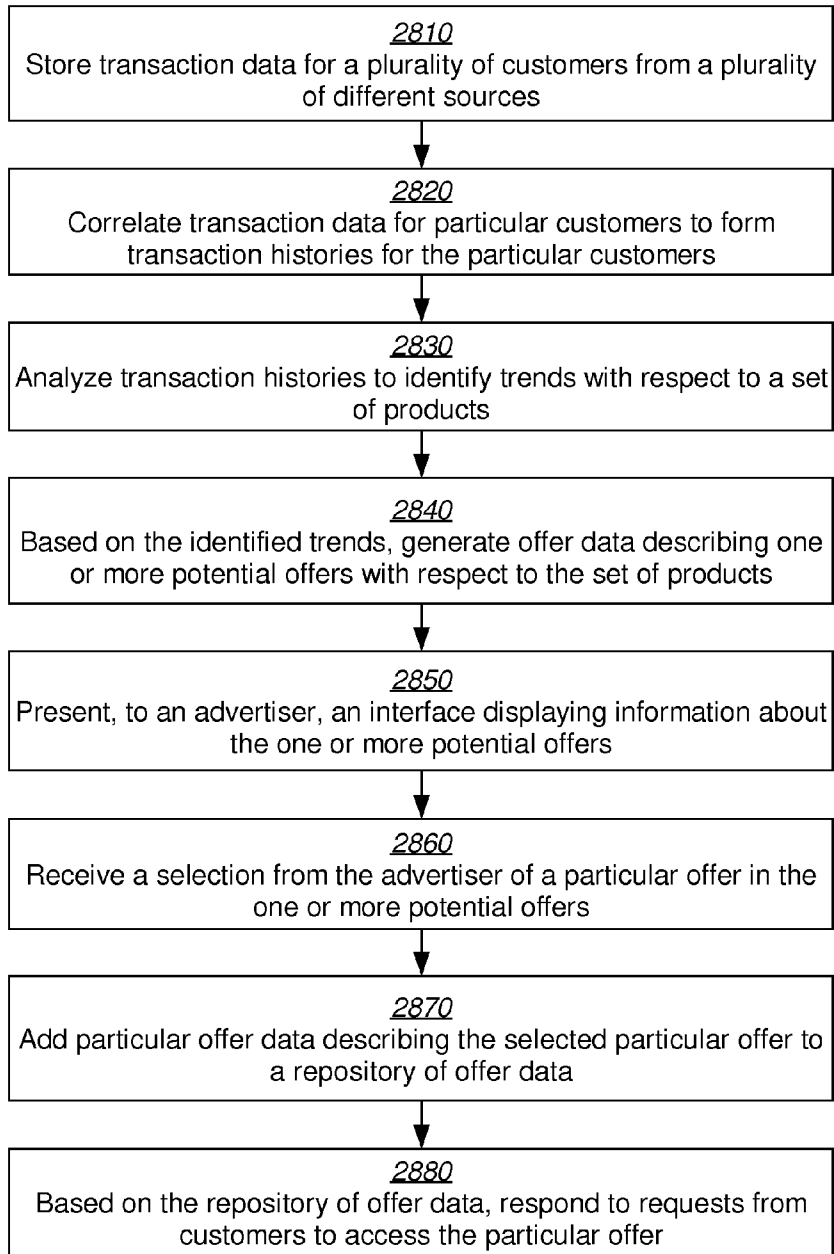 2810
Store transaction data for a plurality of customers from a plurality
of different sources
2820
Correlate transaction data for particular customers to form
transaction histories for the particular customers
2830
Analyze transaction histories to identify trends with respect to a set
of products
2840
Based on the identified trends, generate offer data describing one
or more potential offers with respect to the set of products
2850
Present, to an advertiser, an interface displaying information about
the one or more potential offers
2860
Receive a selection from the advertiser of a particular offer in the
one or more potential offers
2870
Add particular offer data describing the selected particular offer to
a repository of offer data
2880
Based on the repository of offer data, respond to requests from
customers to access the particular offer